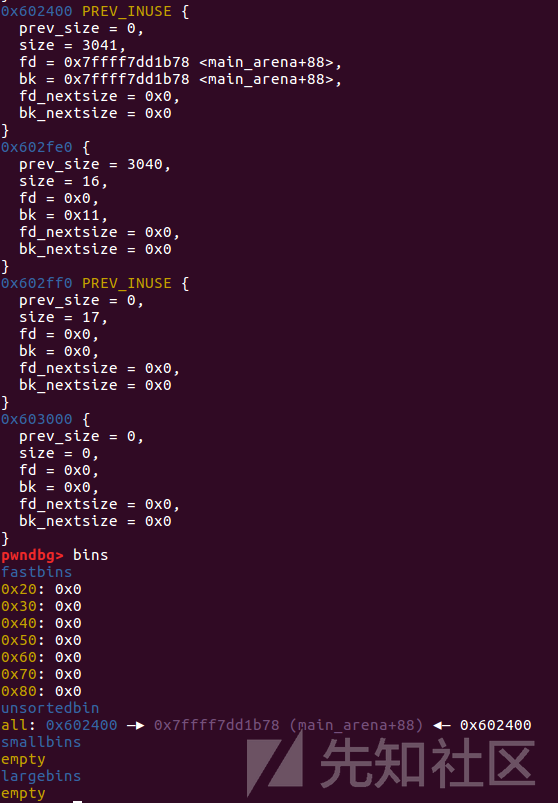 0x602400 PREV_INUSE {
  prev_size = 0,
  size = 3041,
  fd = 0x7ffff7dd1b78 <main_arena+88>,
  bk = 0x7ffff7dd1b78 <main_arena+88>,
  fd_nextsize = 0x0,
  bk_nextsize = 0x0
}
0x602fe0 {
  prev_size = 3040,
  size = 16,
  fd = 0x0,
  bk = 0x11,
  fd_nextsize = 0x0,
  bk_nextsize = 0x0
}
0x602ff0 PREV_INUSE {
  prev_size = 0,
  size = 17,
  fd = 0x0,
  bk = 0x0,
  fd_nextsize = 0x0,
  bk_nextsize = 0x0
}
0x603000 {
  prev_size = 0,
  size = 0,
  fd = 0x0,
  bk = 0x0,
  fd_nextsize = 0x0,
  bk_nextsize = 0x0
}
pwndbg> bins
fastbins
0x20: 0x0
0x30: 0x0
0x40: 0x0
0x50: 0x0
0x60: 0x0
0x70: 0x0
0x80: 0x0
unsortedbin
all: 0x602400 —▸ 0x7ffff7dd1b78 (main_arena+88) ◂— 0x602400
smallbins
empty
largebins
empty
先知社区